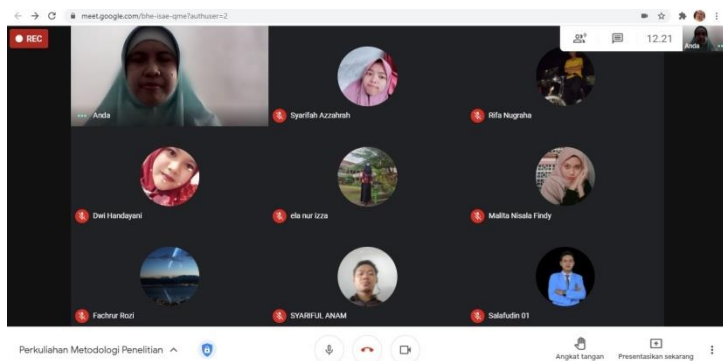 meet.google.com/bhe-isae-qme?authuser=2
REC
12.21
Anda
Anda
Syarifah Azzahrah
Rifa Nugraha
Dwi Handayani
ela nur izza
Malita Nisala Findy
Fachrur Rozi
SYARIFUL ANAM
Salafudin 01
Perkuliahan Metodologi Penelitian
Angkat tangan
Presentasikan sekarang